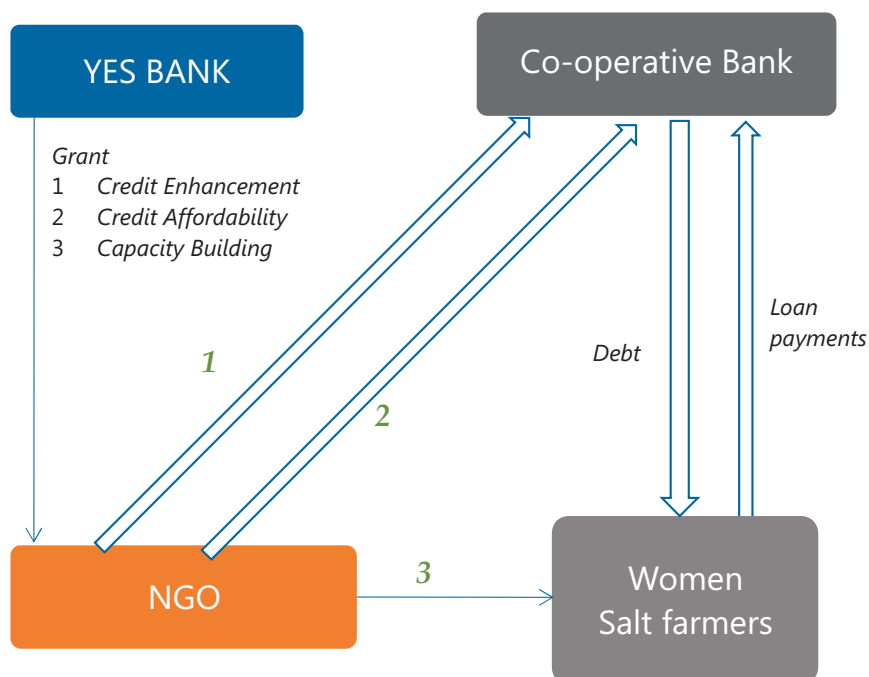 YES BANK
Co-operative Bank
Grant
1 Credit Enhancement
2 Credit Affordability
3 Capacity Building
Loan
payments
Debt
1
2
3
NGO
Women
Salt farmers